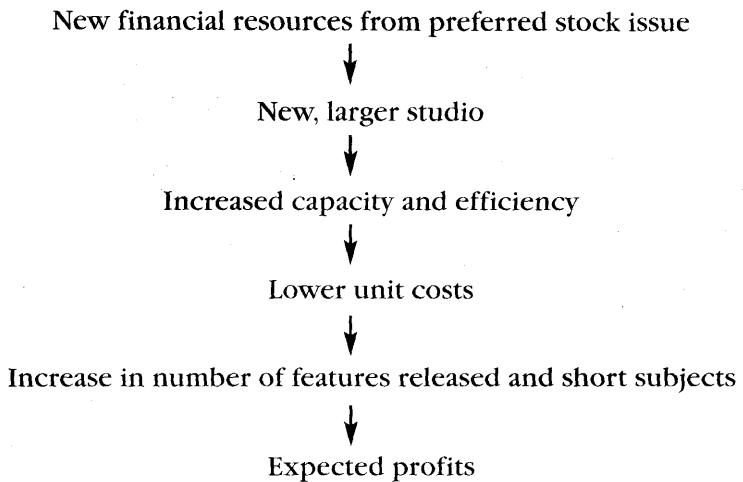 New financial resources from preferred stock issue
New, larger studio
Increased capacity and efficiency
Lower unit costs
Increase in number of features released and short subjects
Expected profits